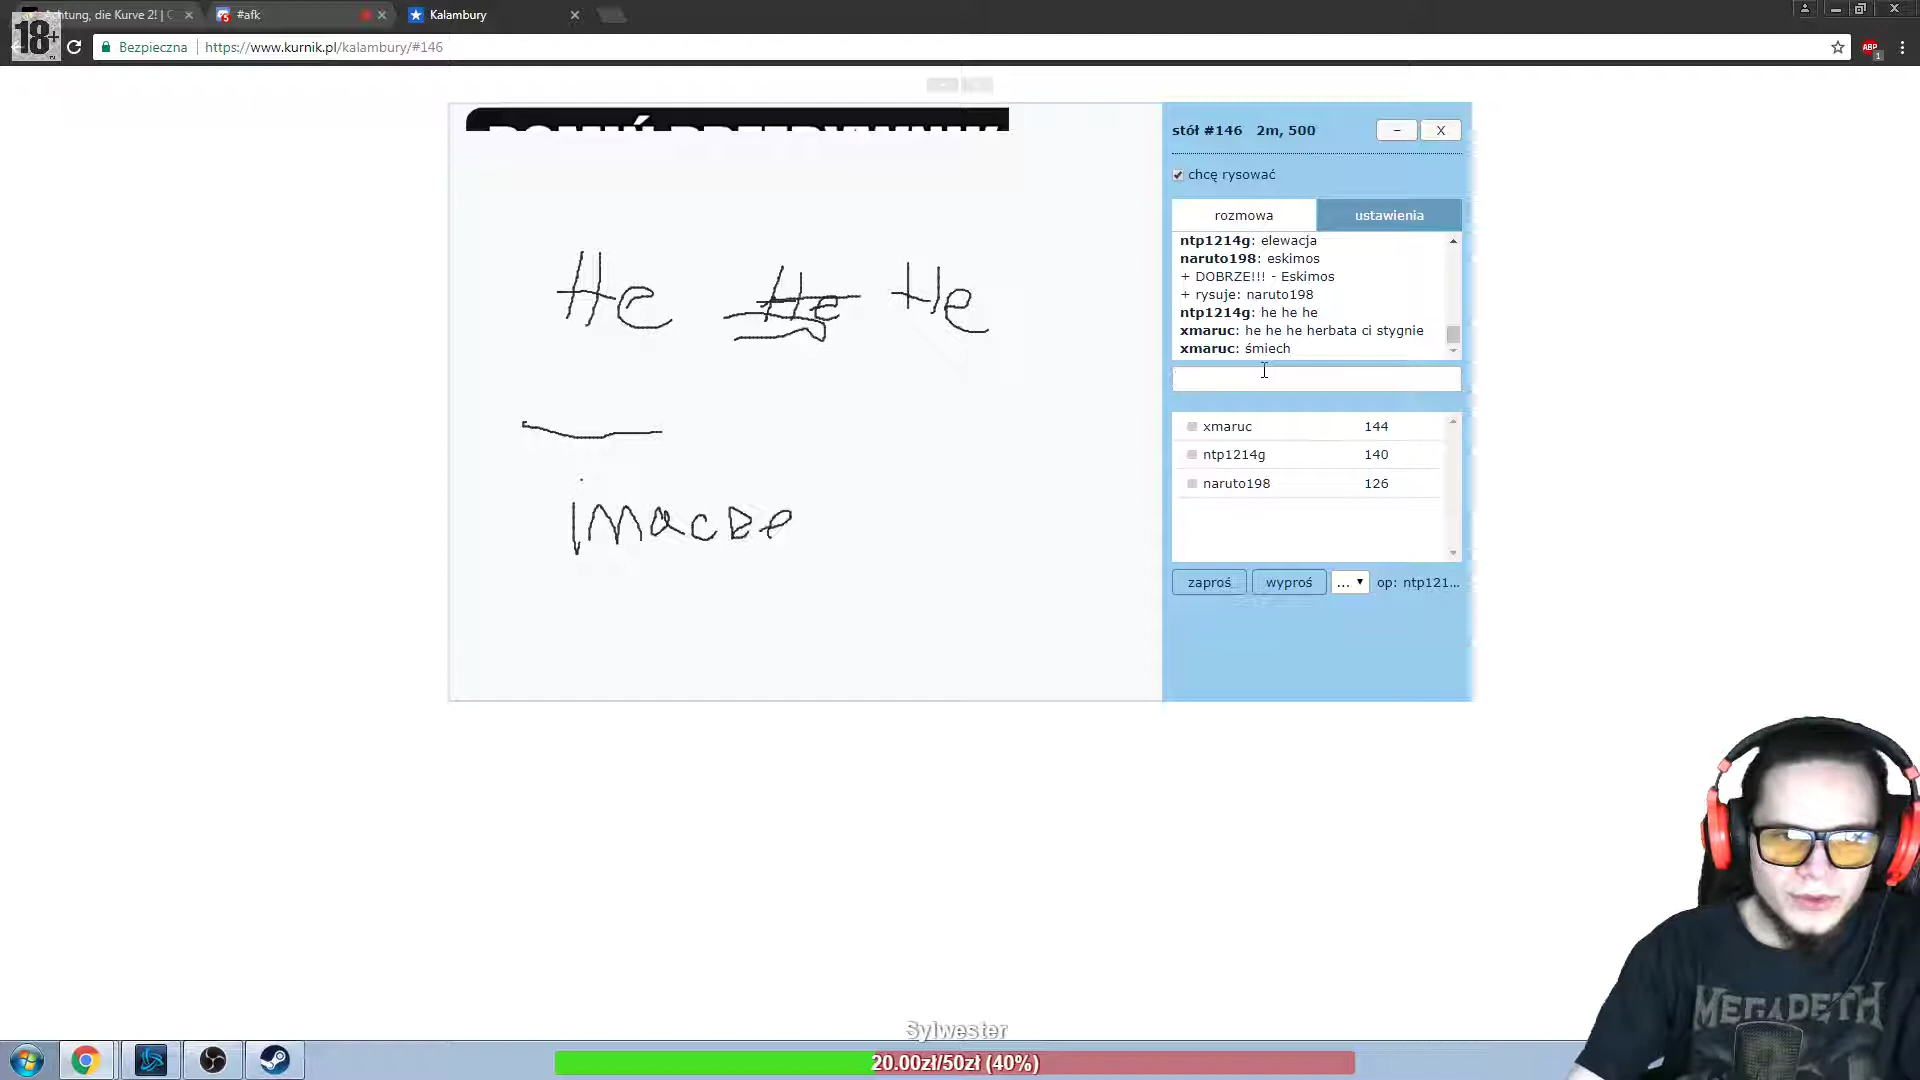 Achtung, die Kurve 2! |
#afk
Kalambury
18+
Bezpieczna
https://www.kurnik.pl/kalambury/#146
ABP
1
stół #146 2m, 500
– X
chcę rysować
rozmowa ustawienia
ntp1214g: elewacja
naruto198: eskimos
+ DOBRZE!!! - Eskimos
+ rysuje: naruto198
ntp1214g: he he he
xmaruc: he he he herbata ci stygnie
xmaruc: śmiech
He He He
xmaruc 144
ntp1214g 140
naruto198 126
zaproś wyproś ... op: ntp121...
MEGADETH
Sylwester
20.00zł/50zł (40%)